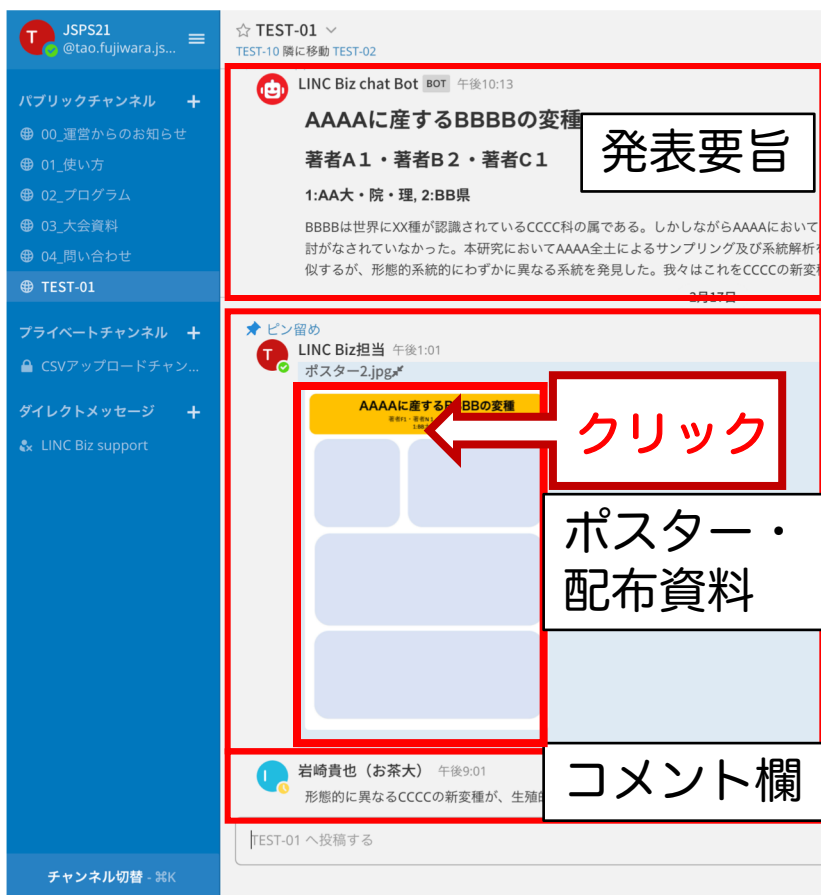 JSPS21
@tao.fujiwara.js...
パブリックチャンネル +
00_運営からのお知らせ
01_使い方
02_プログラム
03_大会資料
04_問い合わせ
TEST-01
プライベートチャンネル +
CSVアップロードチャン...
ダイレクトメッセージ +
LINC Biz support
チャンネル切替 - ⌘K
TEST-01
TEST-10 隣に移動 TEST-02
LINC Biz chat Bot BOT 午後10:13
AAAAに産するBBBBの変種
発表要旨
著者A1・著者B2・著者C1
1:AA大・院・理, 2:BB県
BBBBは世界にXX種が認識されているCCCC科の属である。しかしながらAAAAにおいて
討がなされていなかった。本研究においてAAAA全土によるサンプリング及び系統解析
似するが、形態的系統的にわずかに異なる系統を発見した。我々はこれをCCCCの新変
2月17日
ピン留め
T
LINC Biz担当 午後1:01
ポスター2.jpg
AAAAに産するBBBBの変種
クリック
ポスター・
配布資料
I
岩崎貴也（お茶大） 午後9:01
形態的に異なるCCCCの新変種が、生殖
コメント欄
TEST-01 へ投稿する